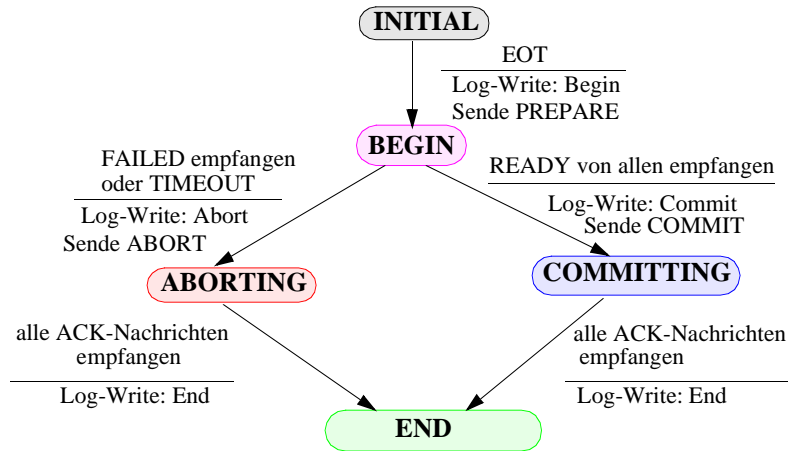 INITIAL
EOT
Log-Write: Begin
Sende PREPARE
BEGIN
FAILED empfangen
oder TIMEOUT
Log-Write: Abort
Sende ABORT
READY von allen empfangen
Log-Write: Commit
Sende COMMIT
ABORTING
COMMITTING
alle ACK-Nachrichten
empfangen
Log-Write: End
alle ACK-Nachrichten
empfangen
Log-Write: End
END